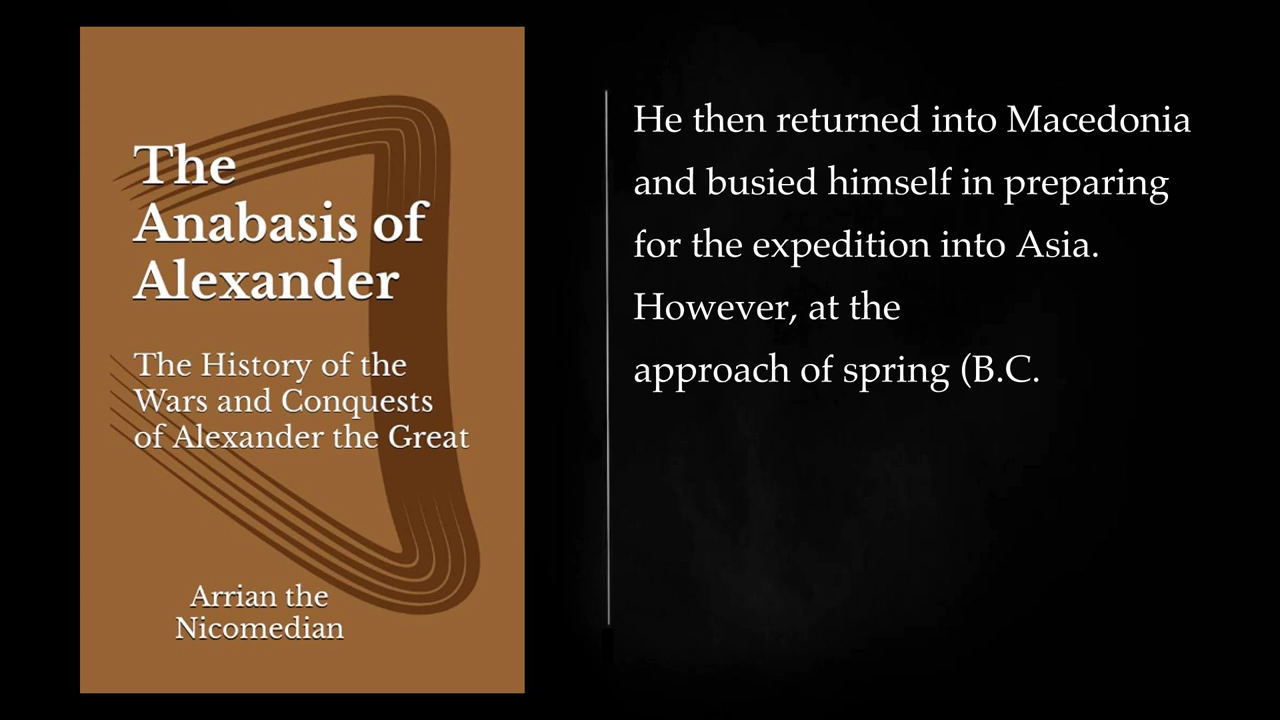 The
Anabasis of
Alexander
The History of the
Wars and Conquests
of Alexander the Great
Arrian the
Nicomedian
He then returned into Macedonia
and busied himself in preparing
for the expedition into Asia.
However, at the
approach of spring (B.C.